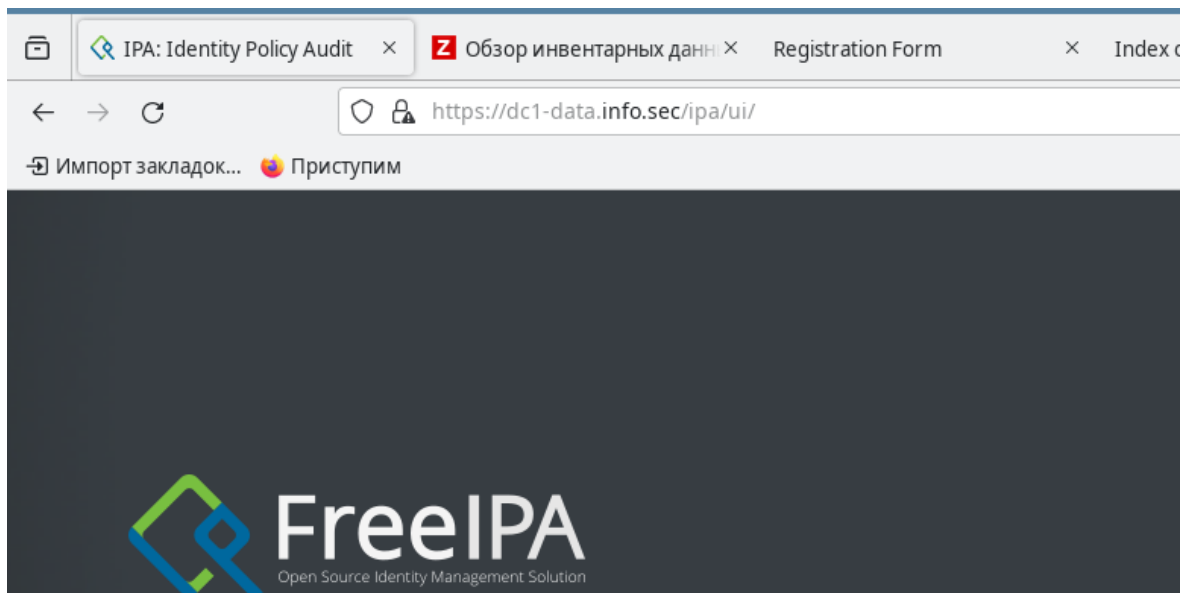 IPA: Identity Policy Audit Z Обзор инвентарных данн Registration Form Index
https://dc1-data.info.sec/ipa/ui/
Импорт закладок... Приступим
FreeIPA
Open Source Identity Management Solution